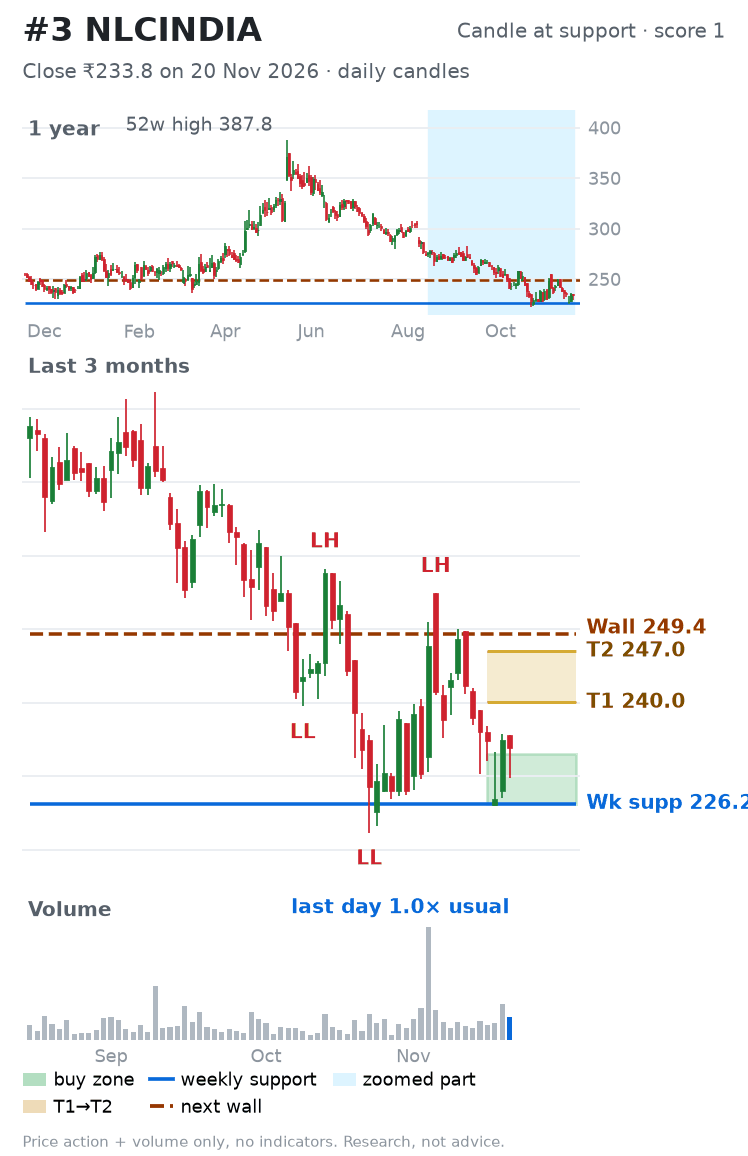 #3 NLCINDIA
Candle at support · score 1
Close ₹233.8 on 20 Nov 2026 · daily candles
1 year
52w high 387.8
400
350
300
250
Dec Feb Apr Jun Aug Oct
Last 3 months
LH
LH
Wall 249.4
T2 247.0
T1 240.0
LL
Wk supp 226.2
LL
Volume
last day 1.0× usual
Sep Oct Nov
buy zone weekly support zoomed part
T1→T2 next wall
Price action + volume only, no indicators. Research, not advice.